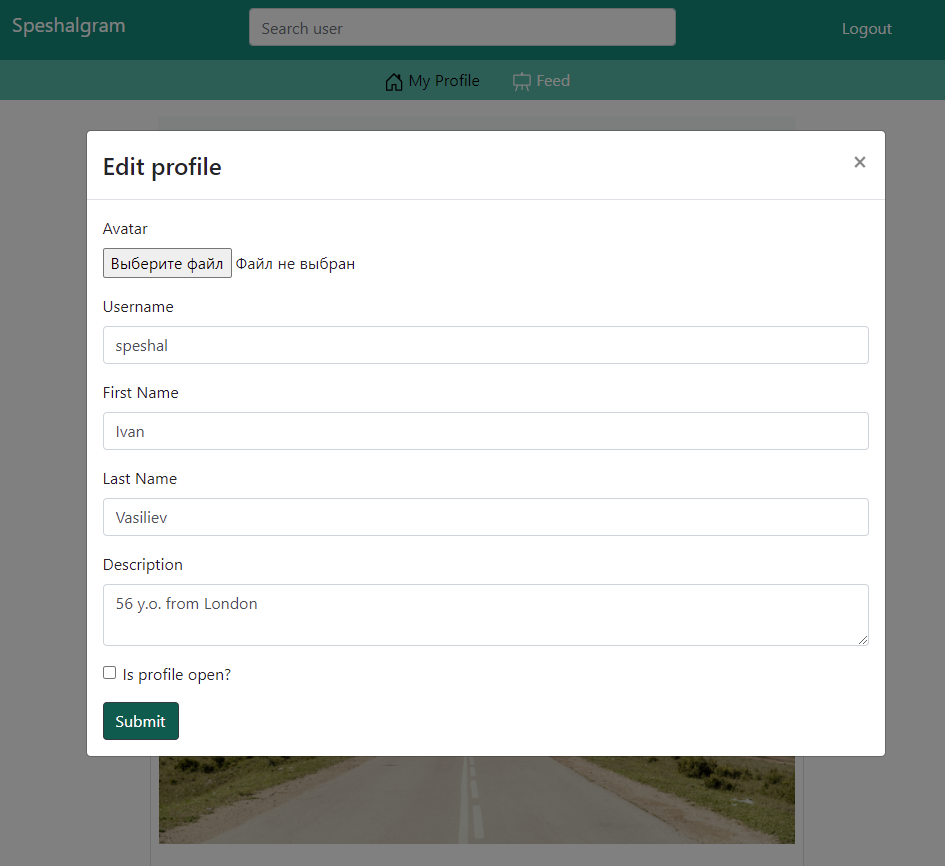 Speshalgram
Search user
Logout
My Profile
Feed
Edit profile
×
Avatar
Выберите файл Файл не выбран
Username
speshal
First Name
Ivan
Last Name
Vasiliev
Description
56 y.o. from London
Is profile open?
Submit